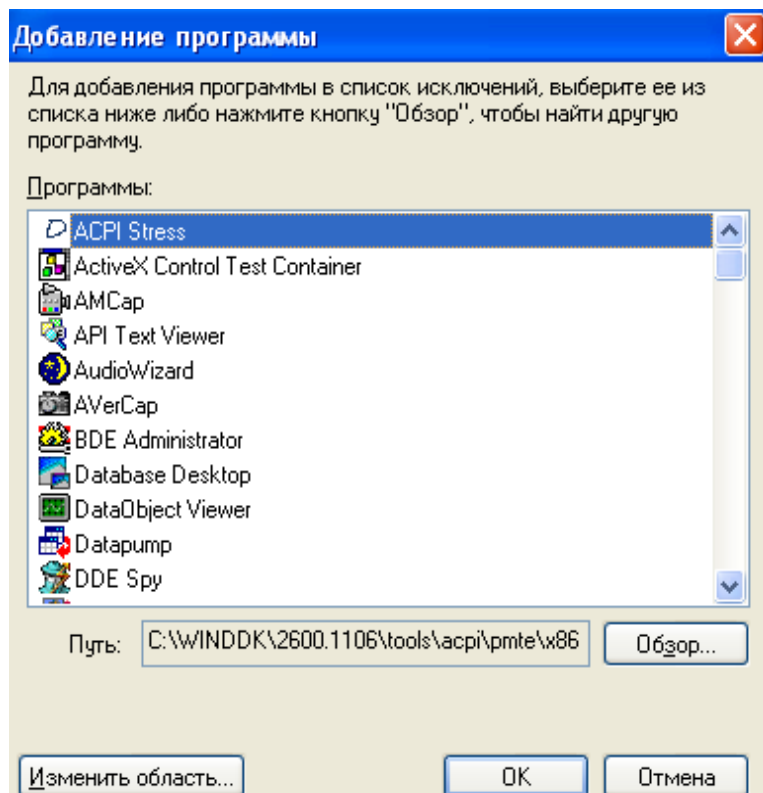 Добавление программы
Для добавления программы в список исключений, выберите ее из
списка ниже либо нажмите кнопку "Обзор", чтобы найти другую
программу.
Программы:
ACPI Stress
ActiveX Control Test Container
AMCap
API Text Viewer
AudioWizard
AVerCap
BDE Administrator
Database Desktop
DataObject Viewer
Datapump
DDE Spy
Путь: C:\WINDDK\2600.1106\tools\acpi\pmte\x86 Обзор...
Изменить область... ОК Отмена